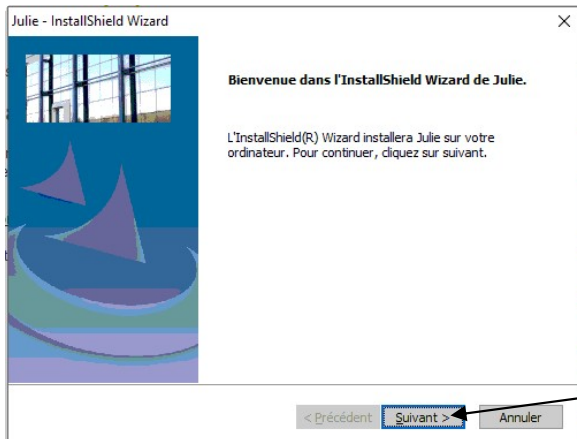 Julie - InstallShield Wizard
Bienvenue dans l'InstallShield Wizard de Julie.
L'InstallShield(R) Wizard installera Julie sur votre
ordinateur. Pour continuer, cliquez sur suivant.
< Précédent Suivant > Annuler